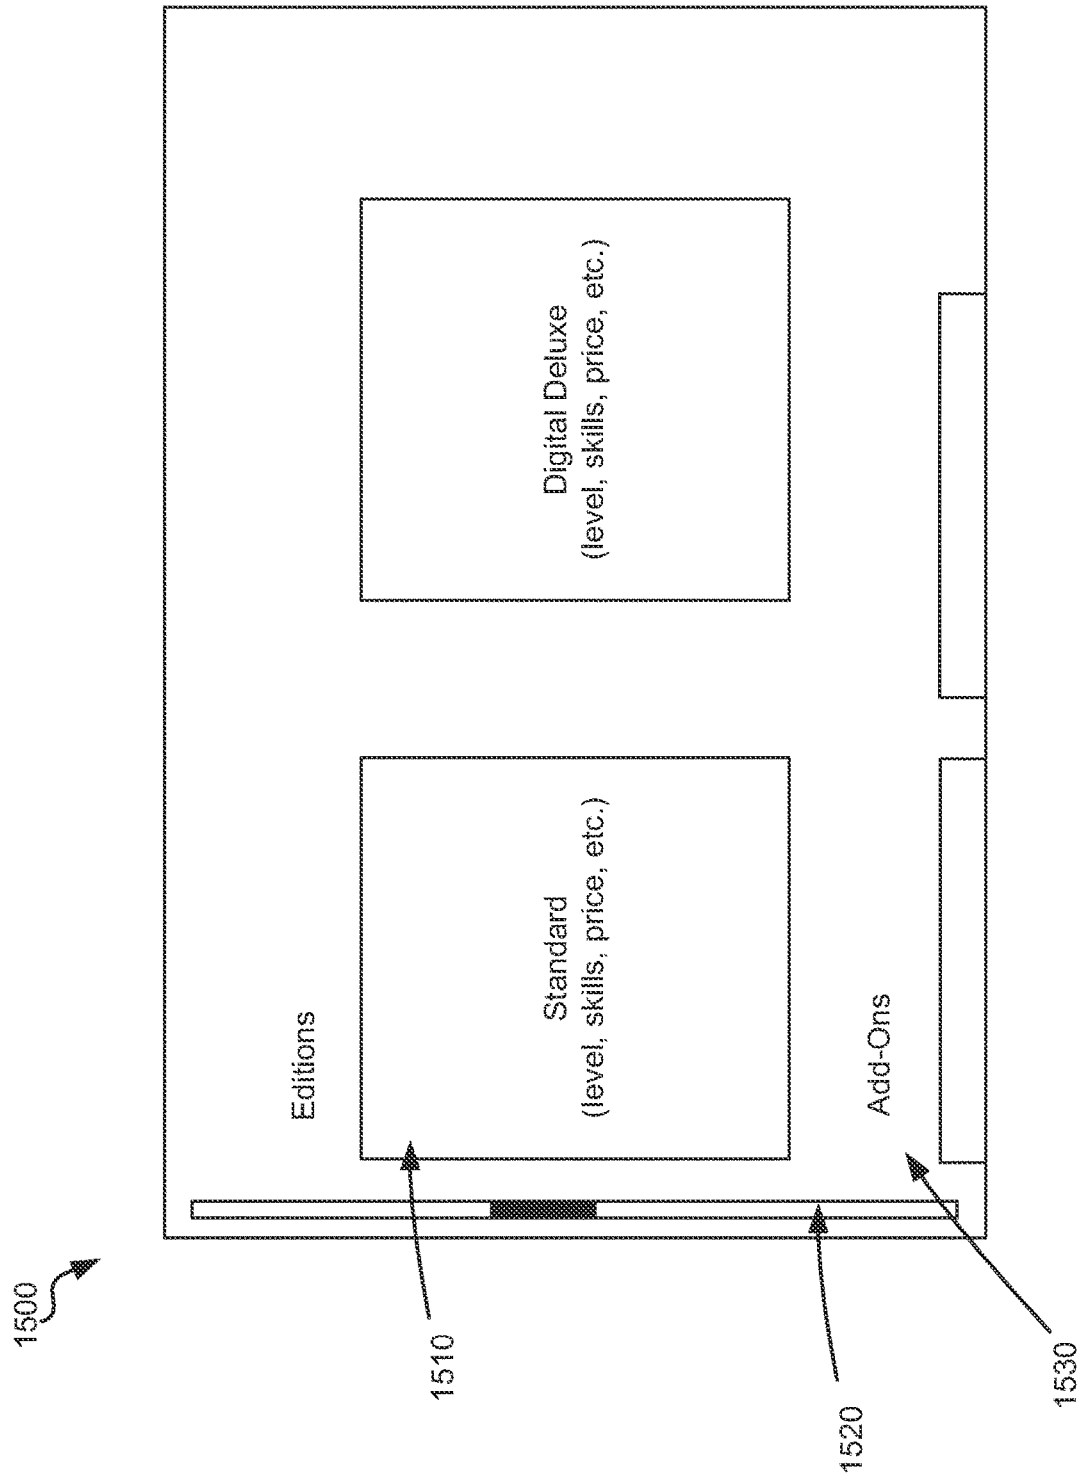 1500
Editions
1510
Standard
(level, skills, price, etc.)
Digital Deluxe
(level, skills, price, etc.)
1520
Add-Ons
1530